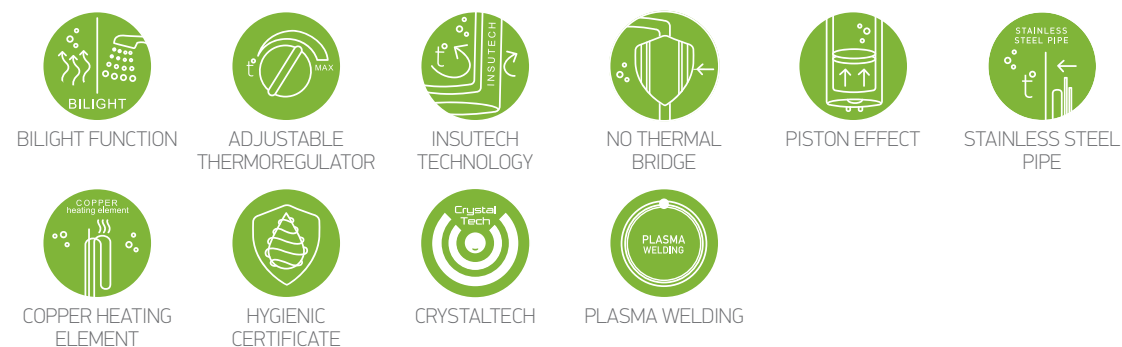 BILIGHT
BILIGHT FUNCTION
t°
MAX
ADJUSTABLE
THERMOREGULATOR
t°
INSUTECH
INSUTECH
TECHNOLOGY
NO THERMAL
BRIDGE
PISTON EFFECT
STAINLESS
STEEL PIPE
t°
STAINLESS STEEL
PIPE
COPPER
heating element
COPPER HEATING
ELEMENT
HYGIENIC
CERTIFICATE
Crystal
Tech
CRYSTALTECH
PLASMA
WELDING
PLASMA WELDING